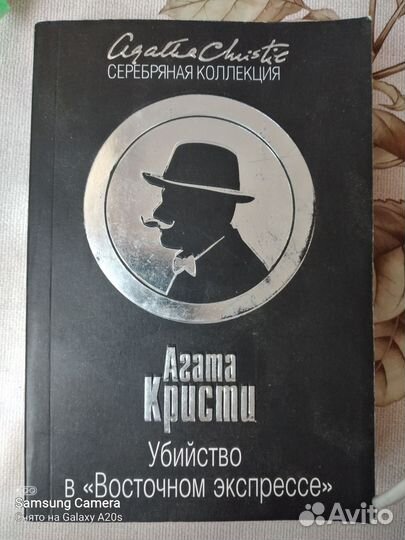 Agatha Christie
СЕРЕБРЯНАЯ КОЛЛЕКЦИЯ
Агата
Кристи
Убийство
в «Восточном экспрессе»
Samsung Camera
Снято на Galaxy A20s
Avito